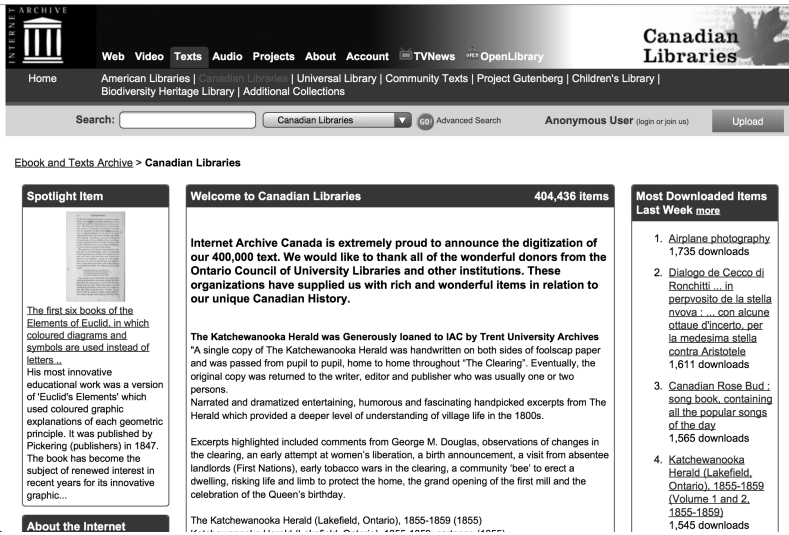 INTERNET
ARCHIVE
Web Video Texts Audio Projects About Account TVNews OpenLibrary
Canadian
Libraries
Home
American Libraries | Canadian Libraries | Universal Library | Community Texts | Project Gutenberg | Children's Library |
Biodiversity Heritage Library | Additional Collections
Search: Canadian Libraries GO! Advanced Search Anonymous User (login or join us) Upload
Ebook and Texts Archive > Canadian Libraries
Spotlight Item
The first six books of the
Elements of Euclid, in which
coloured diagrams and
symbols are used instead of
letters ..
His most innovative
educational work was a version
of 'Euclid's Elements' which
used coloured graphic
explanations of each geometric
principle. It was published by
Pickering (publishers) in 1847.
The book has become the
subject of renewed interest in
recent years for its innovative
graphic...
About the Internet
Welcome to Canadian Libraries 404,436 items
Internet Archive Canada is extremely proud to announce the digitization of
our 400,000 text. We would like to thank all of the wonderful donors from the
Ontario Council of University Libraries and other institutions. These
organizations have supplied us with rich and wonderful items in relation to
our unique Canadian History.
The Katchewanooka Herald was Generously loaned to IAC by Trent University Archives
"A single copy of The Katchewanooka Herald was handwritten on both sides of foolscap paper
and was passed from pupil to pupil, home to home throughout "The Clearing". Eventually, the
original copy was returned to the writer, editor and publisher who was usually one or two
persons.
Narrated and dramatized entertaining, humorous and fascinating handpicked excerpts from The
Herald which provided a deeper level of understanding of village life in the 1800s.
Excerpts highlighted included comments from George M. Douglas, observations of changes in
the clearing, an early attempt at women's liberation, a birth announcement, a visit from absentee
landlords (First Nations), early tobacco wars in the clearing, a community 'bee' to erect a
dwelling, risking life and limb to protect the home, the grand opening of the first mill and the
celebration of the Queen's birthday.
The Katchewanooka Herald (Lakefield, Ontario), 1855-1859 (1855)
Most Downloaded Items
Last Week more
1. Airplane photography
1,735 downloads
2. Dialogo de Cecco di
Ronchitti ... in
perpvosito de la stella
nvova : ... con alcune
ottaue d'incerto, per
la medesima stella
contra Aristotele
1,611 downloads
3. Canadian Rose Bud :
song book, containing
all the popular songs
of the day
1,565 downloads
4. Katchewanooka
Herald (Lakefield,
Ontario), 1855-1859
(Volume 1 and 2,
1855-1859)
1,545 downloads